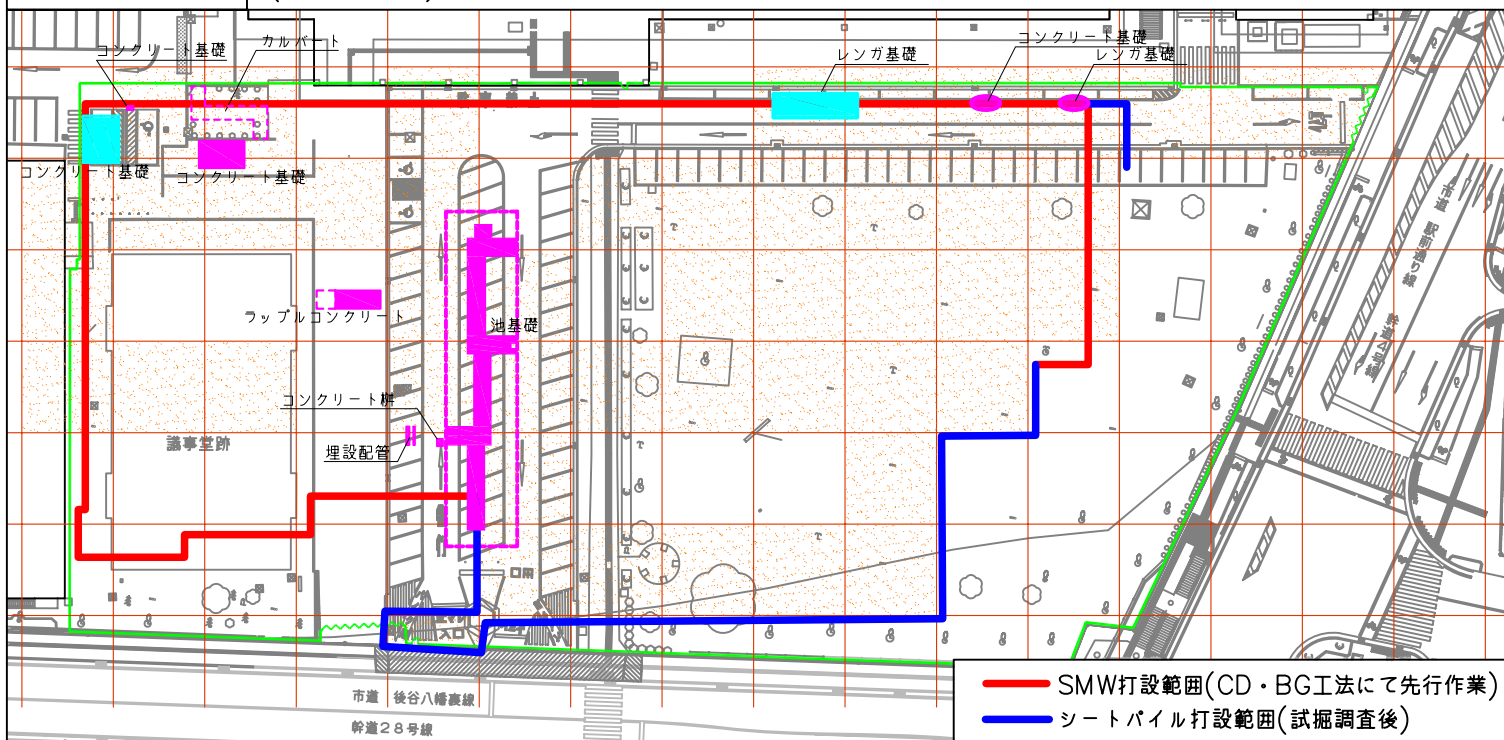 コンクリート基礎
カルバート
レンガ基礎
コンクリート基礎
レンガ基礎
コンクリート基礎
コンクリート基礎
ラップルコンクリート
池基礎
コンクリート桝
埋設配管
議事堂跡
入口
市道 後谷八幡裏線
幹道28号線
SMW打設範囲(CD・BG工法にて先行作業)
シートパイル打設範囲(試掘調査後)